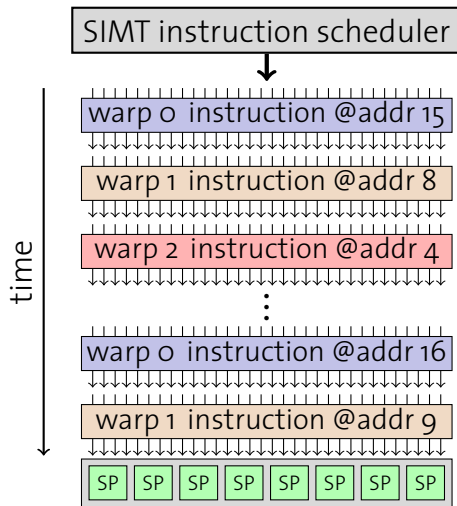 SIMT instruction scheduler
warp 0 instruction @addr 15
warp 1 instruction @addr 8
warp 2 instruction @addr 4
time
warp 0 instruction @addr 16
warp 1 instruction @addr 9
SP SP SP SP SP SP SP SP